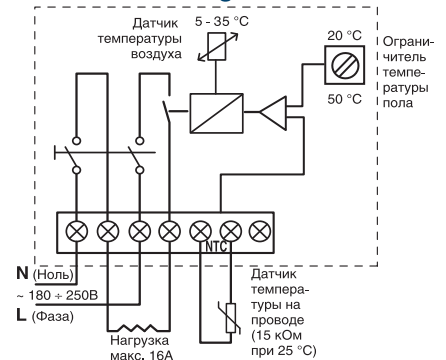 Датчик
температуры
воздуха
5 - 35 °C
20 °C
50 °C
Ограни-
читель
темпе-
ратуры
пола
NTC
N (Ноль)
~ 180 ÷ 250В
L (Фаза)
Нагрузка
макс. 16А
Датчик
темпера-
туры на
проводе
(15 кОм
при 25 °C)